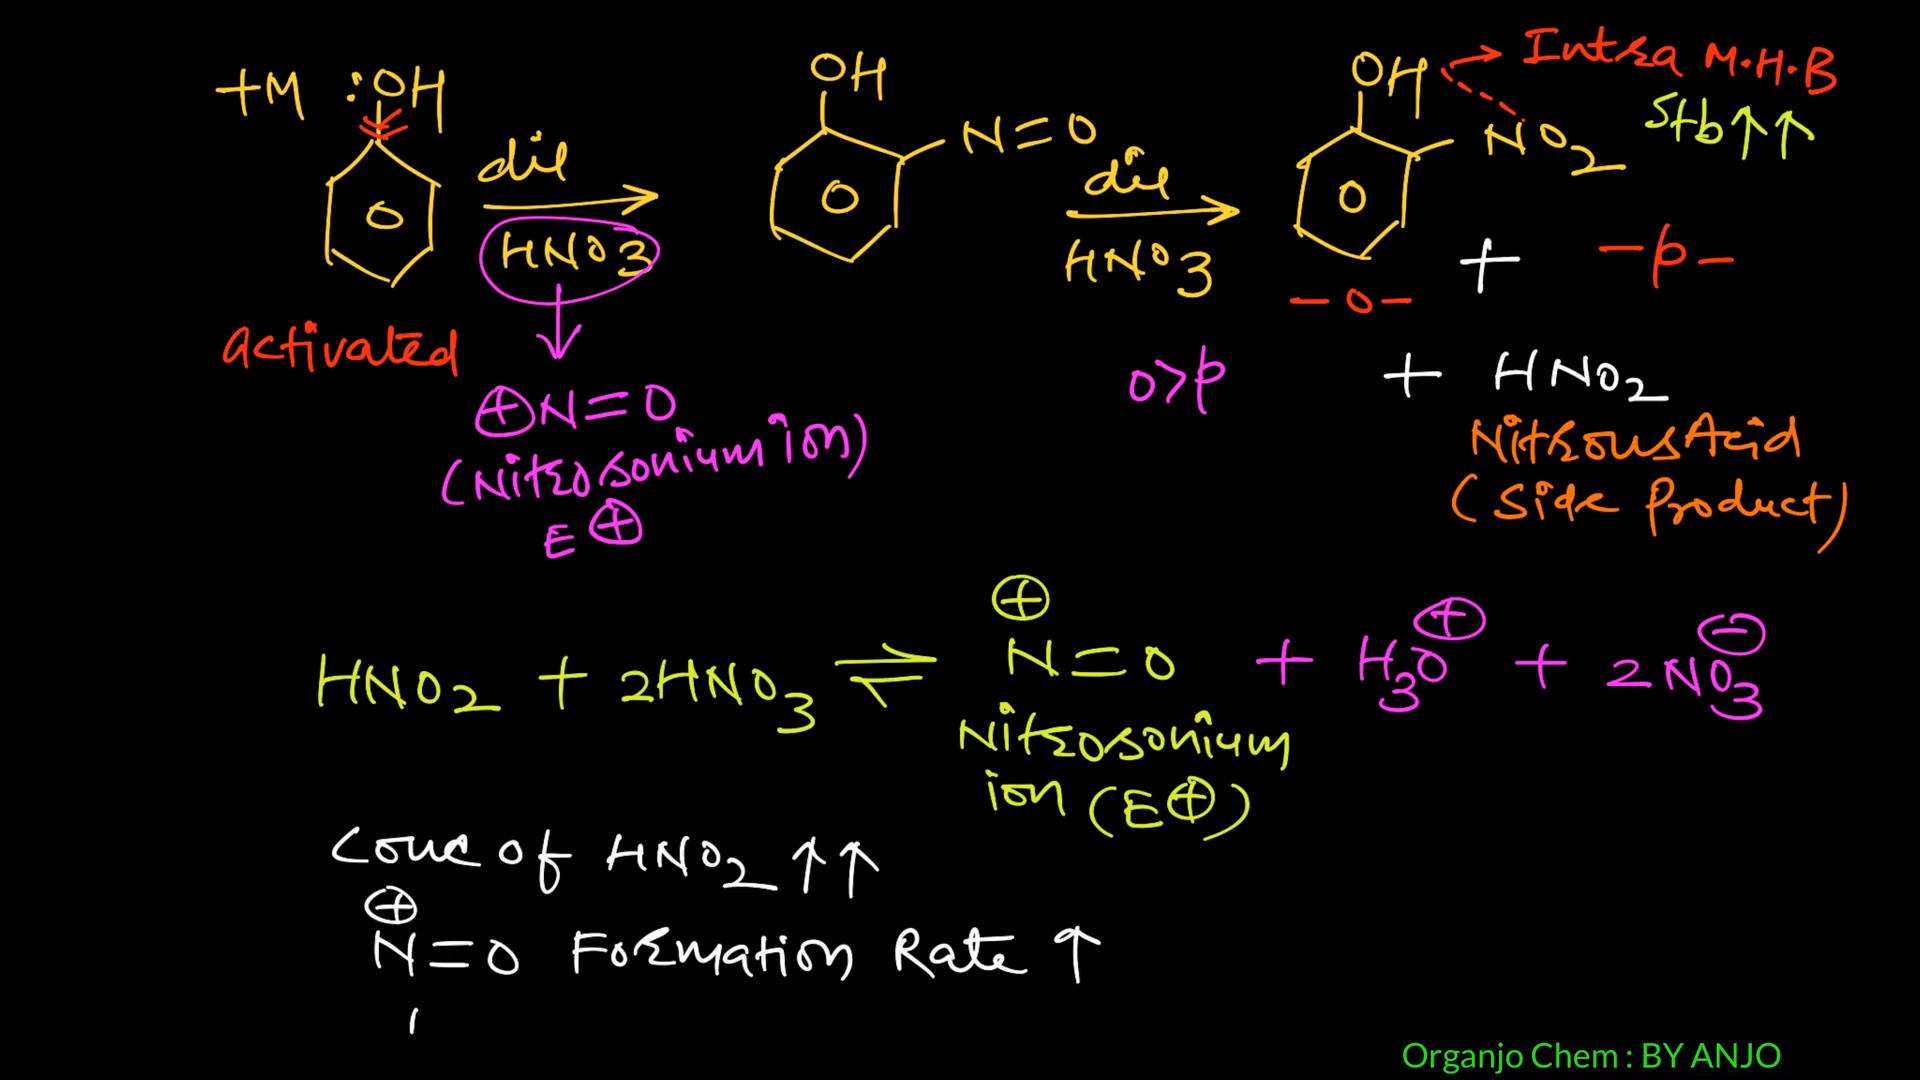 +M :OH
dil
HNO3
activated
⊕N=O
(Nitrosonium ion)
E⊕
OH
N=O
dil
HNO3
o>p
OH
NO2
Intra M.H.B
Stb↑↑
-o-
+ -p-
+ HNO2
Nitrous Acid
(Side Product)
HNO2 + 2HNO3 ⇌ ⊕N=O + H3O⊕ + 2NO3⊖
Nitrosonium
ion (E⊕)
Conc of HNO2 ↑↑
⊕N=O Formation Rate ↑
Organjo Chem : BY ANJO